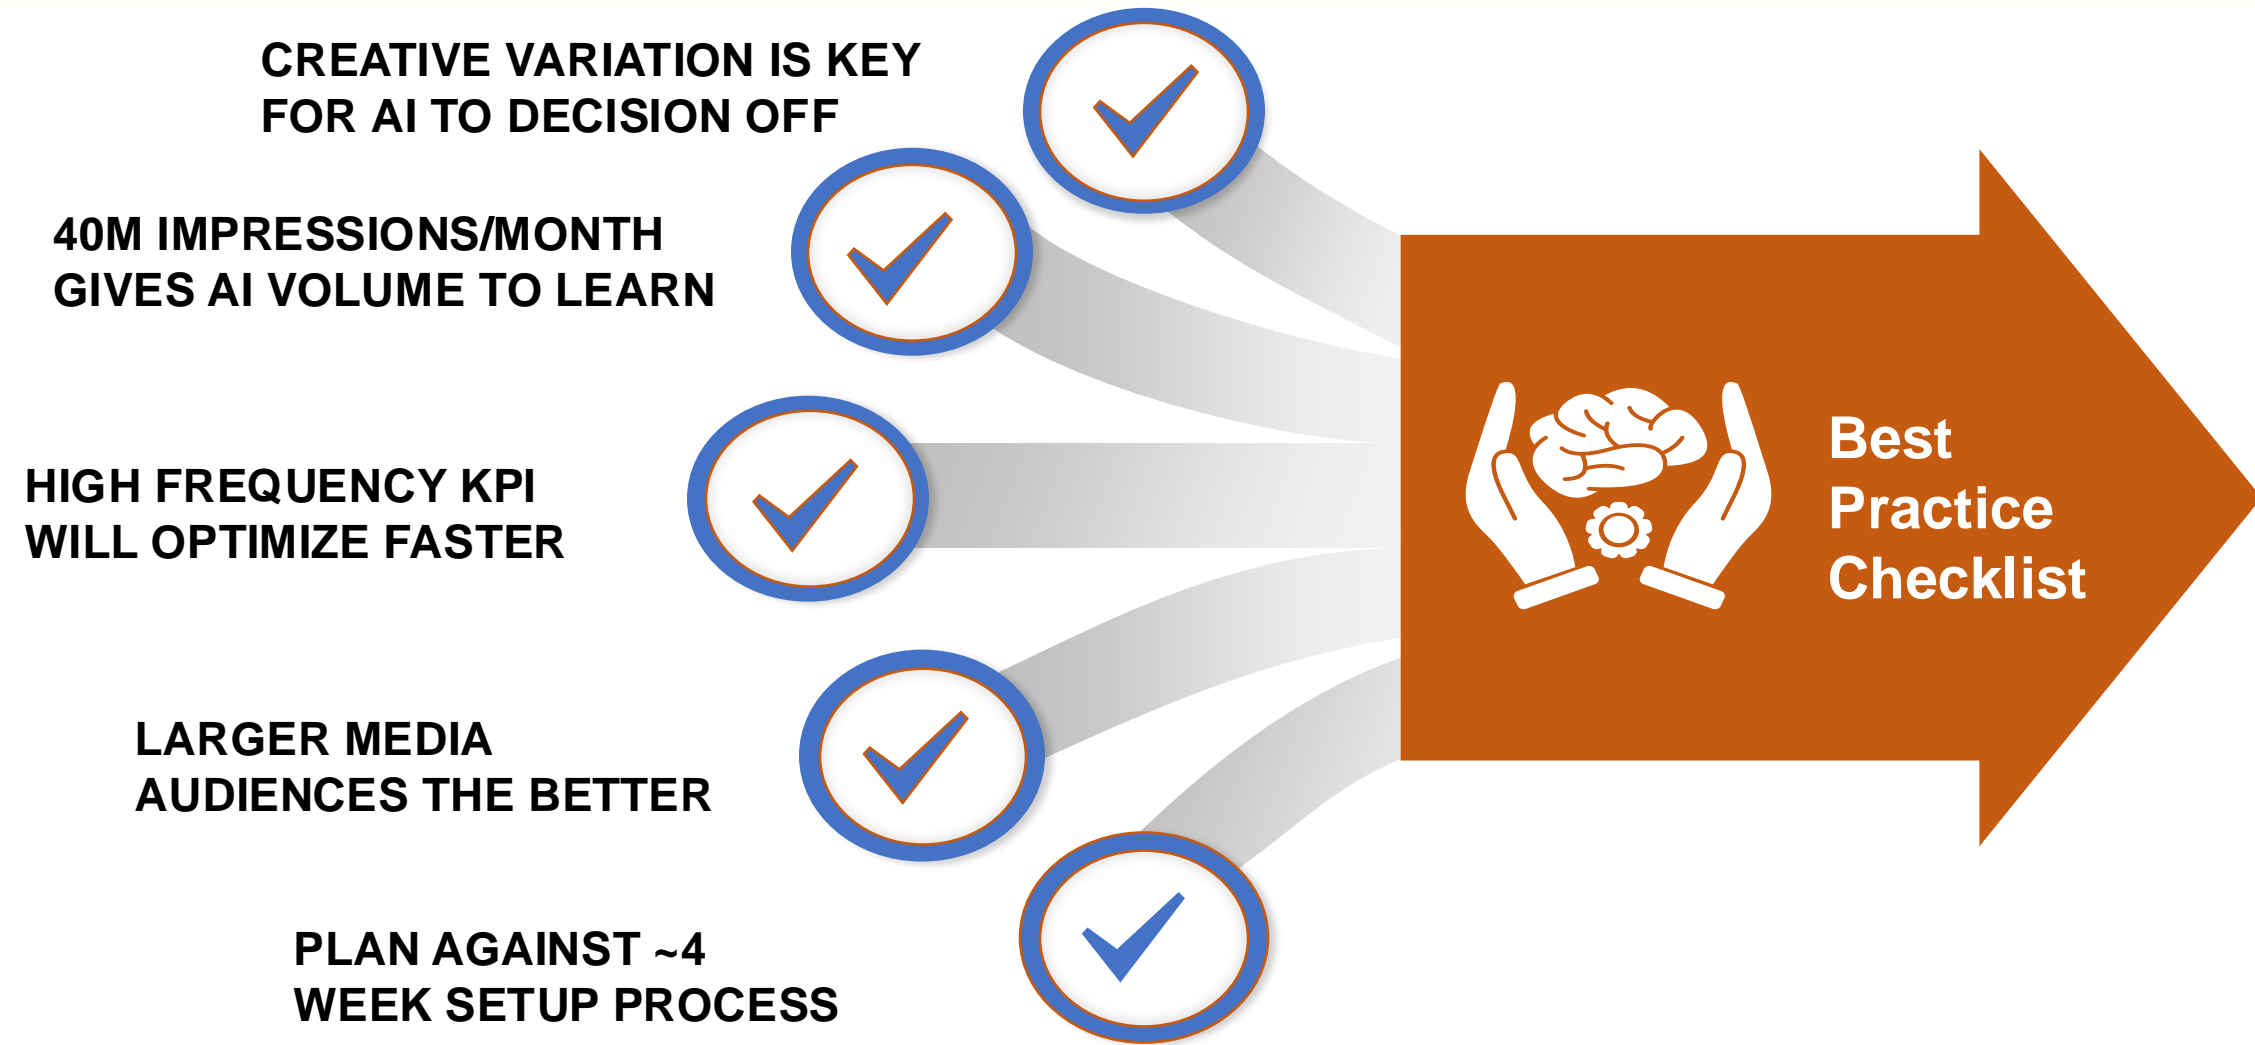 CREATIVE VARIATION IS KEY
FOR AI TO DECISION OFF
40M IMPRESSIONS/MONTH
GIVES AI VOLUME TO LEARN
HIGH FREQUENCY KPI
WILL OPTIMIZE FASTER
LARGER MEDIA
AUDIENCES THE BETTER
PLAN AGAINST ~4
WEEK SETUP PROCESS
Best
Practice
Checklist